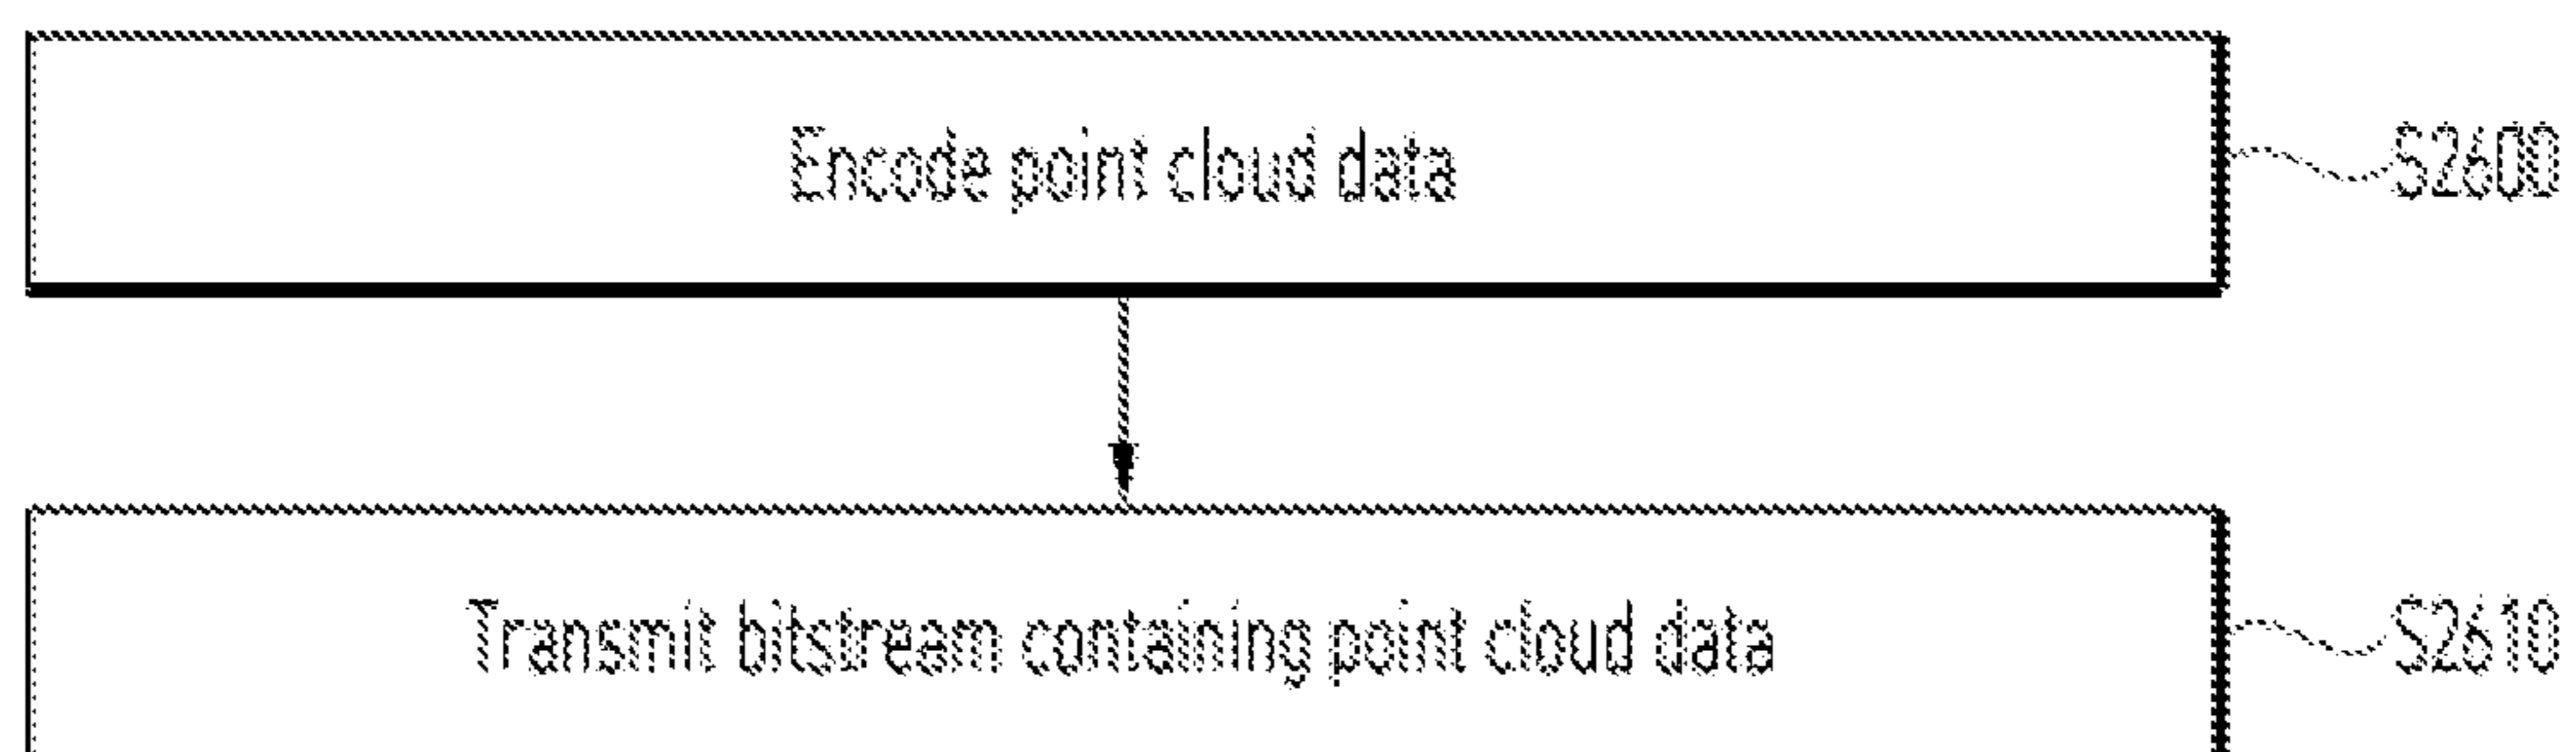 Encode point cloud data S2600
Transmit bitstream containing point cloud data S2610